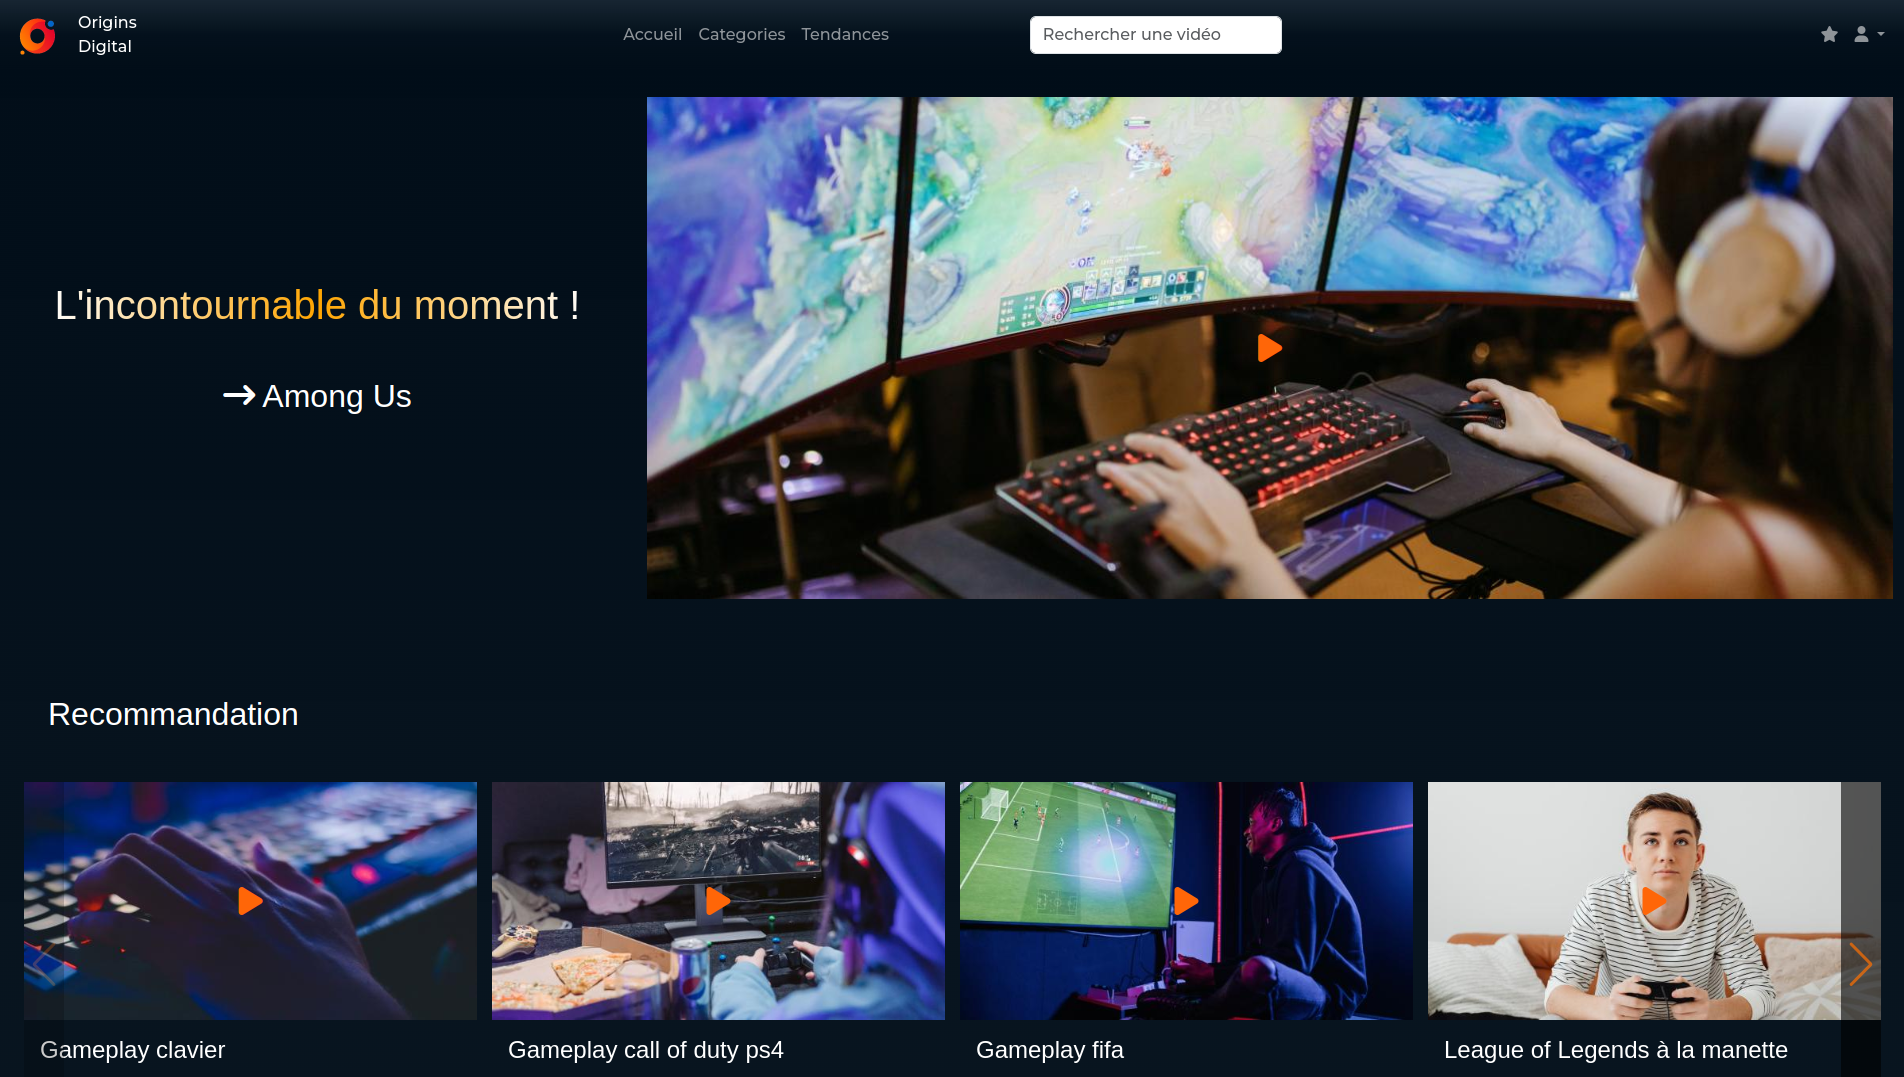 Origins
Digital
Accueil Categories Tendances
Rechercher une vidéo
L'incontournable du moment !
→ Among Us
Recommandation
Gameplay clavier
Gameplay call of duty ps4
Gameplay fifa
League of Legends à la manette